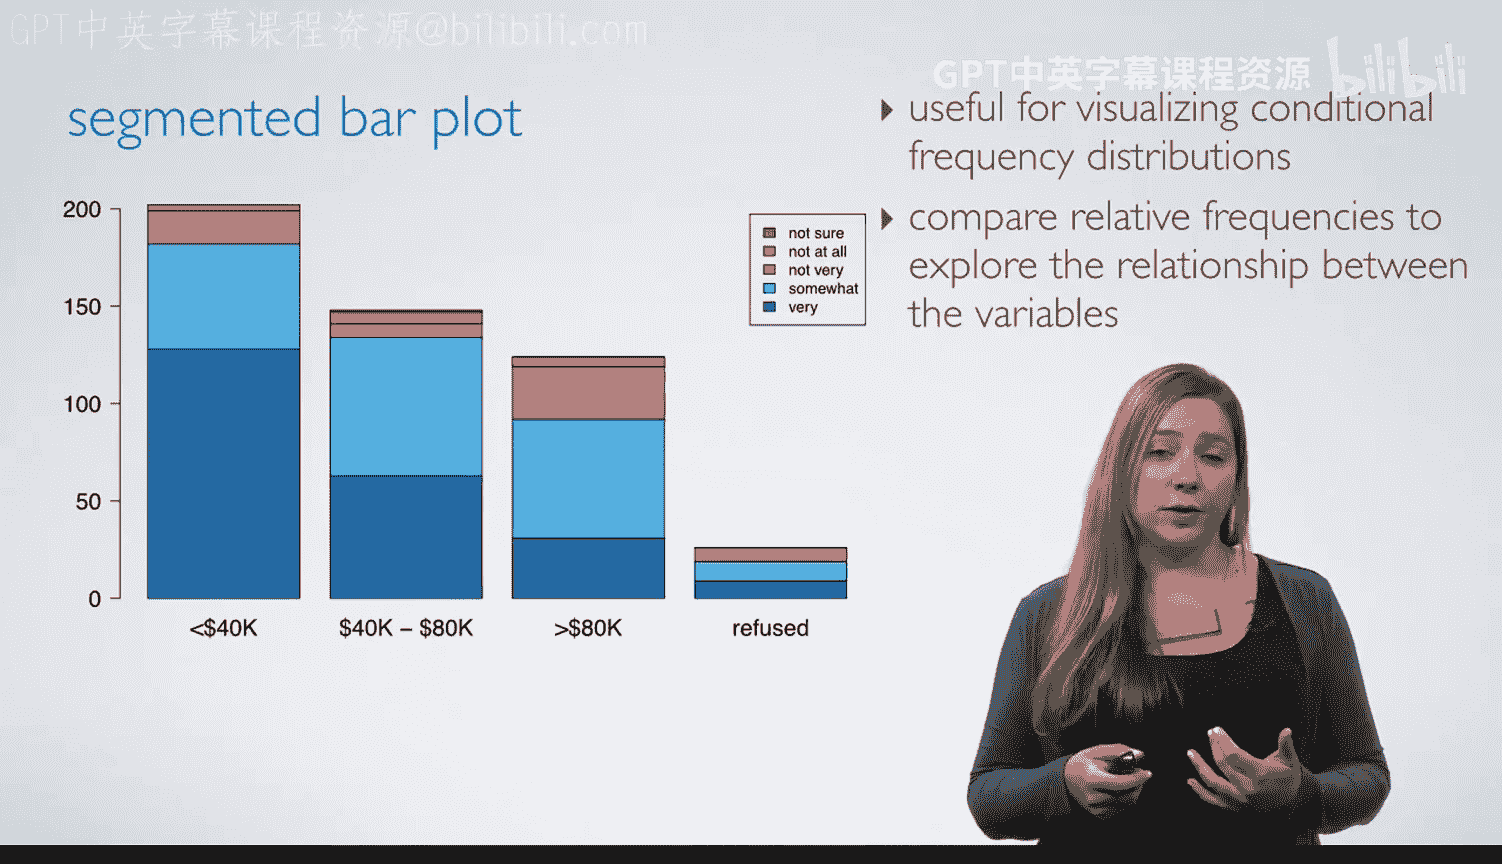 GPT中英字幕课程资源@bilibili.com
GPT中英字幕课程资源 bilibili
segmented bar plot
useful for visualizing conditional
frequency distributions
compare relative frequencies to
explore the relationship between
the variables
200
150
100
50
0
not sure
not at all
not very
somewhat
very
<$40K
$40K – $80K
>$80K
refused